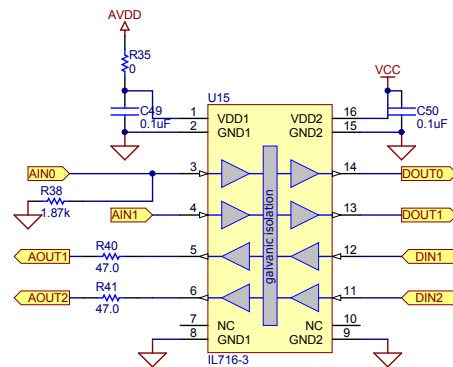 AVDD
R35
0
U15
VCC
C49
0.1uF
1 VDD1 VDD2 16
2 GND1 GND2 15
C50
0.1uF
AIN0 3 14 DOUT0
R38
1.87k
AIN1 4 13 DOUT1
galvanic isolation
AOUT1 R40 5 12 DIN1
47.0
AOUT2 R41 6 11 DIN2
47.0
7 NC NC 10
8 GND1 GND2 9
IL716-3